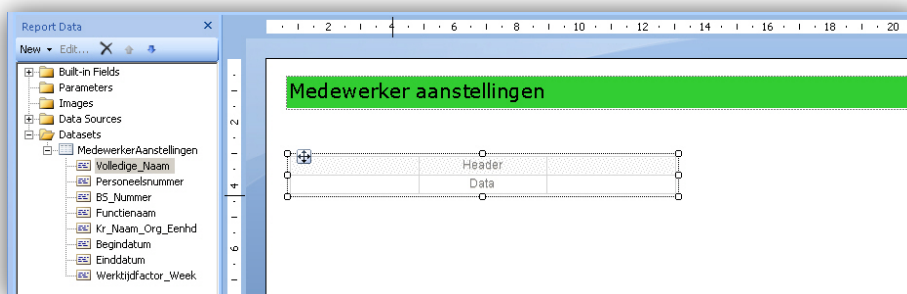 Report Data
New Edit...
Built-in Fields
Parameters
Images
Data Sources
Datasets
MedewerkerAanstellingen
Volledige_Naam
Personeelsnummer
BS_Nummer
Functienaam
Kr_Naam_Org_Eenhd
Begindatum
Einddatum
Werktijdfactor_Week
2 4 6 8 10 12 14 16 18 20
2
4
6
Medewerker aanstellingen
Header
Data